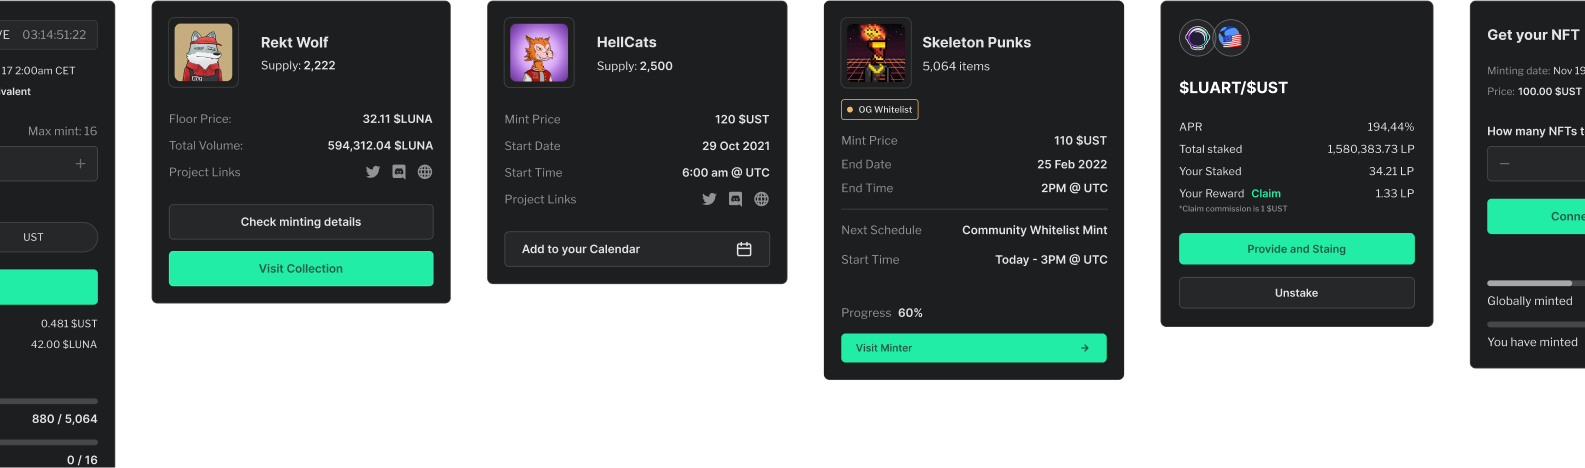 VE 03:14:51:22
17 2:00am CET
valent
Max mint: 16
UST
0.481 $UST
42.00 $LUNA
880 / 5,064
0 / 16
Rekt Wolf
Supply: 2,222
Floor Price: 32.11 $LUNA
Total Volume: 594,312.04 $LUNA
Project Links
Check minting details
Visit Collection
HellCats
Supply: 2,500
Mint Price 120 $UST
Start Date 29 Oct 2021
Start Time 6:00 am @ UTC
Project Links
Add to your Calendar
Skeleton Punks
5,064 items
OG Whitelist
Mint Price 110 $UST
End Date 25 Feb 2022
End Time 2PM @ UTC
Next Schedule Community Whitelist Mint
Start Time Today - 3PM @ UTC
Progress 60%
Visit Minter
$LUART/$UST
APR 194,44%
Total staked 1,580,383.73 LP
Your Staked 34.21 LP
Your Reward Claim 1.33 LP
*Claim commission is 1 $UST
Provide and Staing
Unstake
Get your NFT
Minting date: Nov 19
Price: 100.00 $UST
How many NFTs t
Conne
Globally minted
You have minted